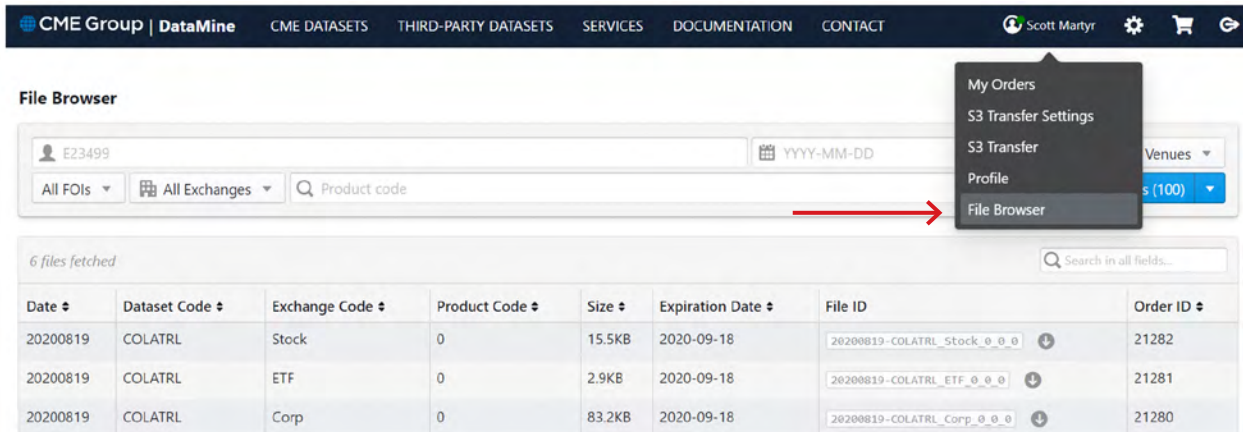 CME Group | DataMine CME DATASETS THIRD-PARTY DATASETS SERVICES DOCUMENTATION CONTACT Scott Martyr
My Orders
S3 Transfer Settings
S3 Transfer
Profile
File Browser
File Browser
E23499 YYYY-MM-DD Venues
All FOIs All Exchanges Product code s (100)
6 files fetched Search in all fields...
Date Dataset Code Exchange Code Product Code Size Expiration Date File ID Order ID
20200819 COLATRL Stock 0 15.5KB 2020-09-18 20200819-COLATRL_Stock_0_0_0 21282
20200819 COLATRL ETF 0 2.9KB 2020-09-18 20200819-COLATRL_ETF_0_0_0 21281
20200819 COLATRL Corp 0 83.2KB 2020-09-18 20200819-COLATRL_Corp_0_0_0 21280